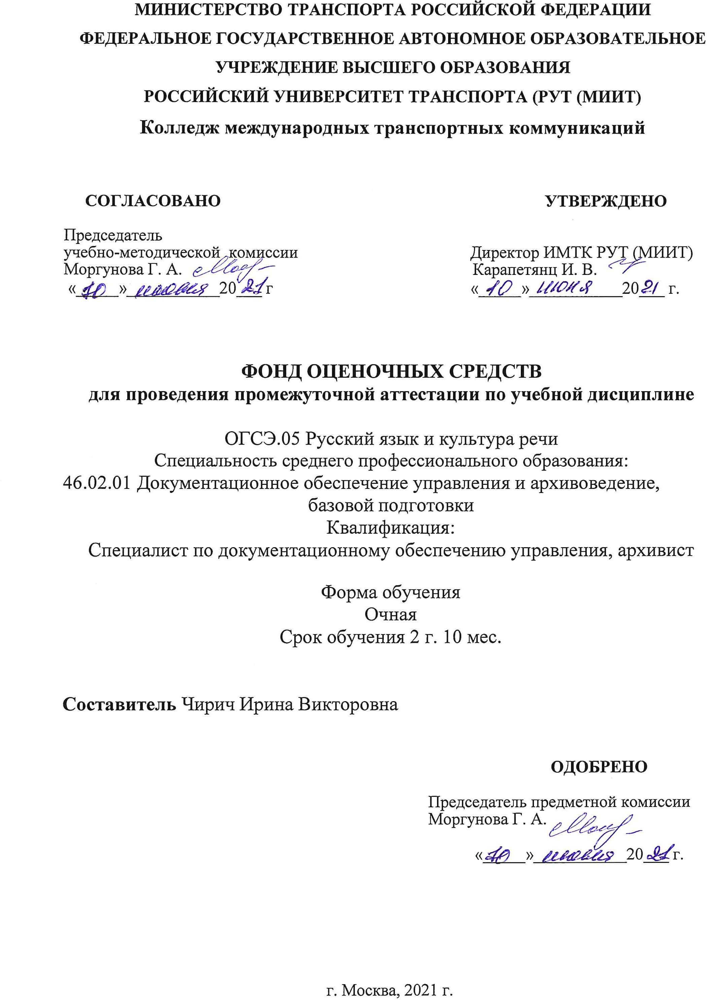 МИНИСТЕРСТВО ТРАНСПОРТА РОССИЙСКОЙ ФЕДЕРАЦИИ
ФЕДЕРАЛЬНОЕ ГОСУДАРСТВЕННОЕ АВТОНОМНОЕ ОБРАЗОВАТЕЛЬНОЕ
УЧРЕЖДЕНИЕ ВЫСШЕГО ОБРАЗОВАНИЯ
РОССИЙСКИЙ УНИВЕРСИТЕТ ТРАНСПОРТА (РУТ (МИИТ)
Колледж международных транспортных коммуникаций
СОГЛАСОВАНО
Председатель
учебно-методической комиссии
Моргунова Г. А.
«10» июня 2021 г
УТВЕРЖДЕНО
Директор ИМТК РУТ (МИИТ)
Карапетянц И. В.
«10» июня 2021 г.
ФОНД ОЦЕНОЧНЫХ СРЕДСТВ
для проведения промежуточной аттестации по учебной дисциплине
ОГСЭ.05 Русский язык и культура речи
Специальность среднего профессионального образования:
46.02.01 Документационное обеспечение управления и архивоведение,
базовой подготовки
Квалификация:
Специалист по документационному обеспечению управления, архивист
Форма обучения
Очная
Срок обучения 2 г. 10 мес.
Составитель Чирич Ирина Викторовна
ОДОБРЕНО
Председатель предметной комиссии
Моргунова Г. А.
«10» июня 2021 г.
г. Москва, 2021 г.